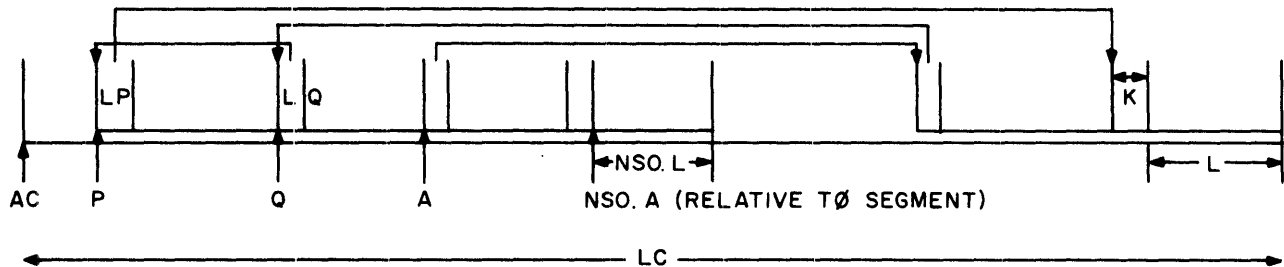 LP L. Q K
NSO. L L
AC P Q A NSO. A (RELATIVE TØ SEGMENT)
LC